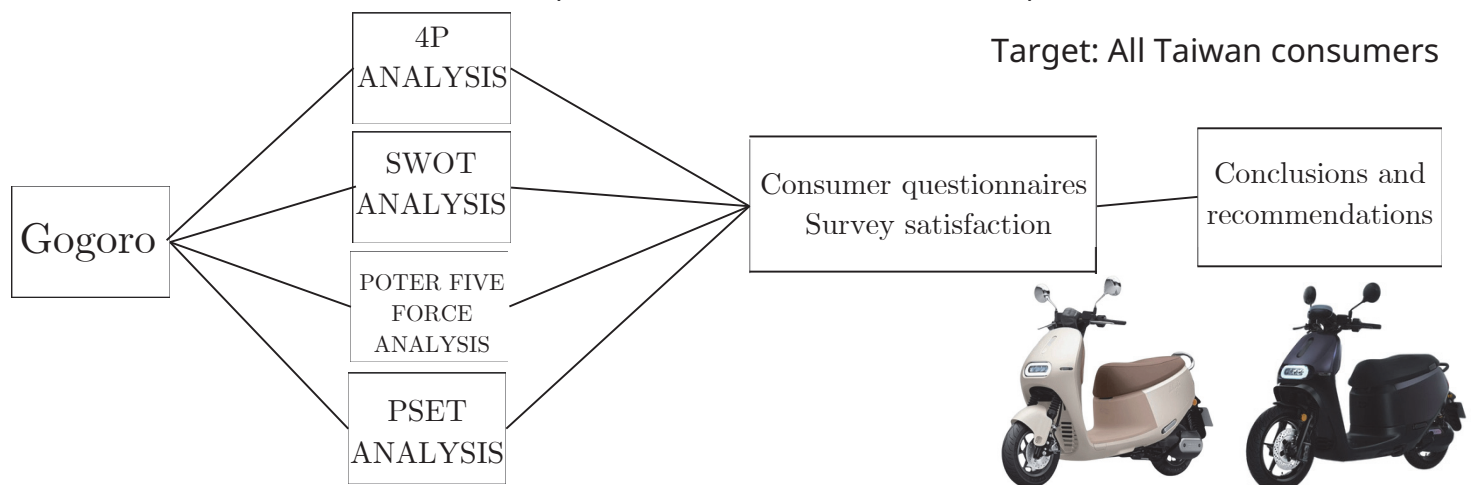 Target: All Taiwan consumers
Gogoro
4P
ANALYSIS
SWOT
ANALYSIS
POTER FIVE
FORCE
ANALYSIS
PSET
ANALYSIS
Consumer questionnaires
Survey satisfaction
Conclusions and
recommendations